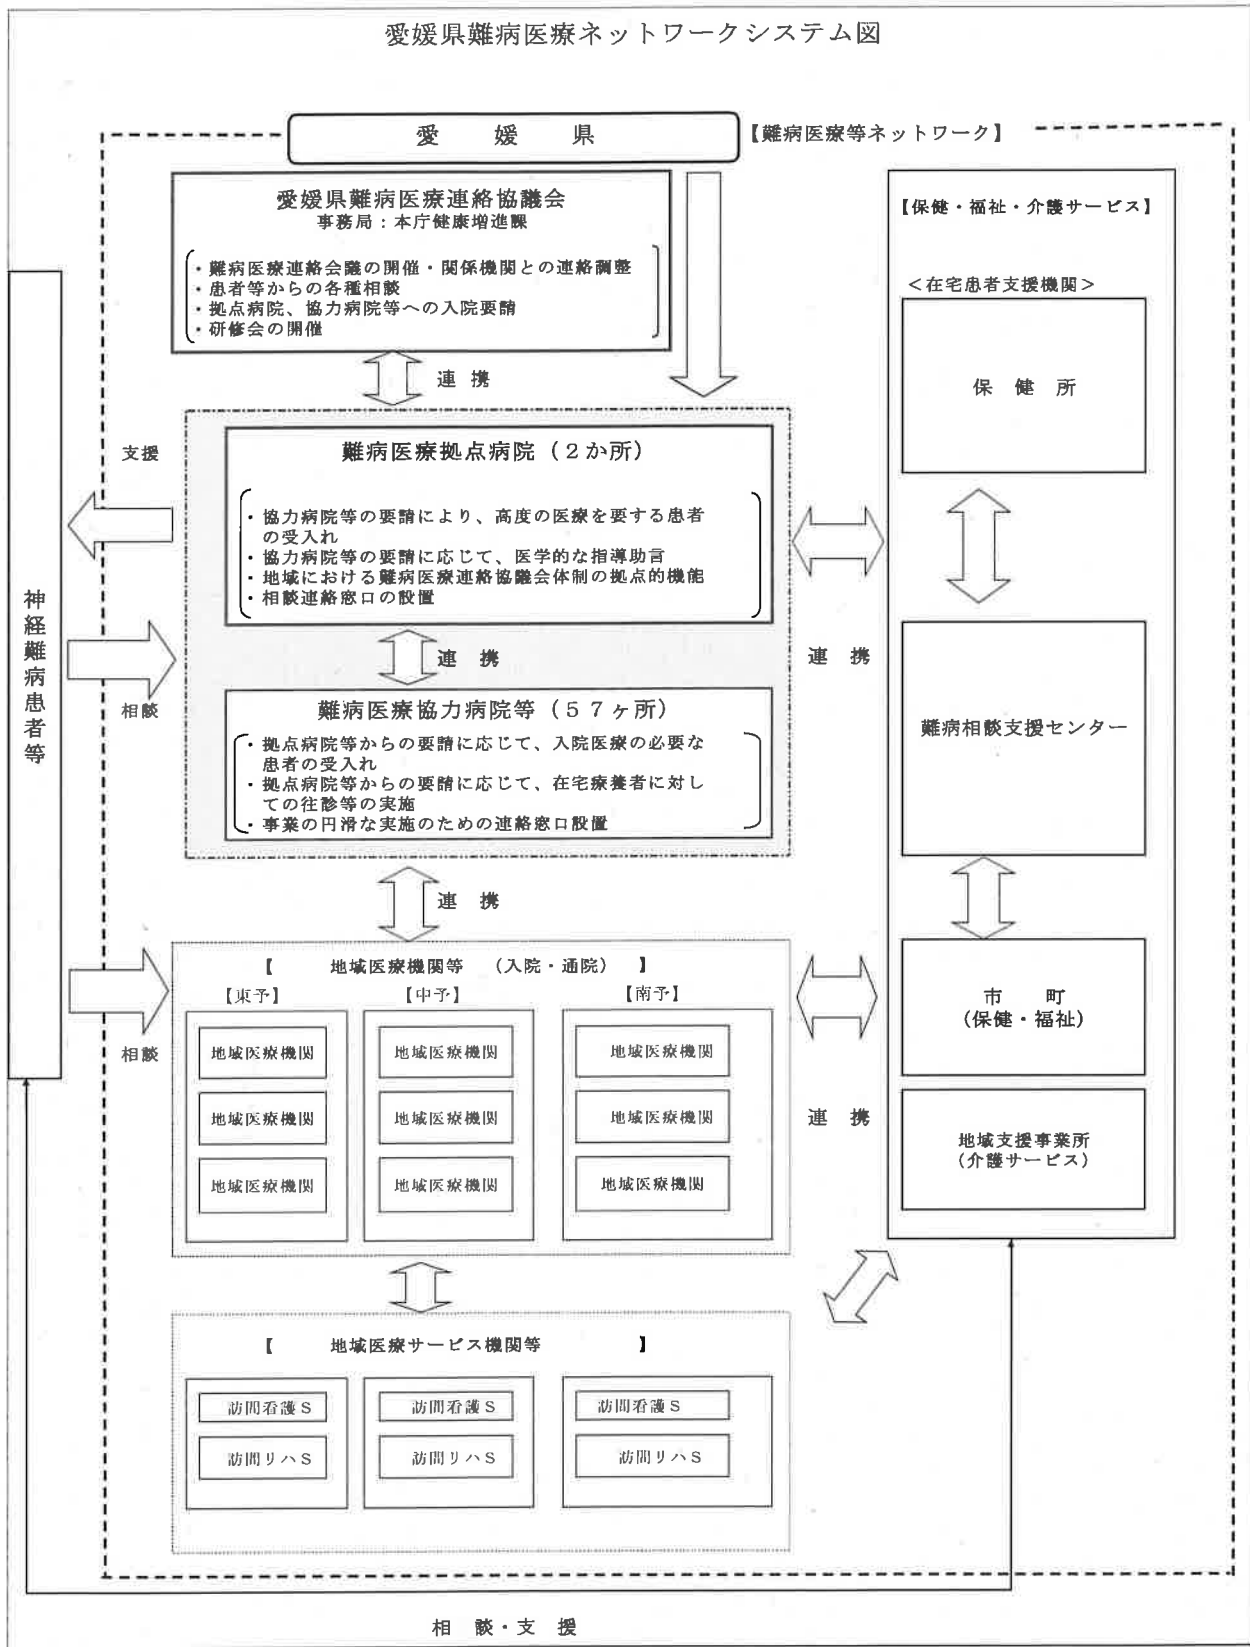 愛媛県難病医療ネットワークシステム図
愛 媛 県
【難病医療等ネットワーク】
愛媛県難病医療連絡協議会
事務局：本庁健康増進課
・難病医療連絡会議の開催・関係機関との連絡調整
・患者等からの各種相談
・拠点病院、協力病院等への入院要請
・研修会の開催
連 携
難病医療拠点病院（２か所）
・協力病院等の要請により、高度の医療を要する患者
の受入れ
・協力病院等の要請に応じて、医学的な指導助言
・地域における難病医療連絡協議会体制の拠点的機能
・相談連絡窓口の設置
連 携
難病医療協力病院等（５７ヶ所）
・拠点病院等からの要請に応じて、入院医療の必要な
患者の受入れ
・拠点病院等からの要請に応じて、在宅療養者に対し
ての往診等の実施
・事業の円滑な実施のための連絡窓口設置
連 携
支援
相談
神経難病患者等
相談
【 地域医療機関等 （入院・通院） 】
【東予】
【中予】
【南予】
地域医療機関
地域医療機関
地域医療機関
地域医療機関
地域医療機関
地域医療機関
地域医療機関
地域医療機関
地域医療機関
【 地域医療サービス機関等 】
訪問看護Ｓ
訪問看護Ｓ
訪問看護Ｓ
訪問リハＳ
訪問リハＳ
訪問リハＳ
連 携
連 携
【保健・福祉・介護サービス】
＜在宅患者支援機関＞
保 健 所
難病相談支援センター
市 町
（保健・福祉）
地域支援事業所
（介護サービス）
相 談・支 援